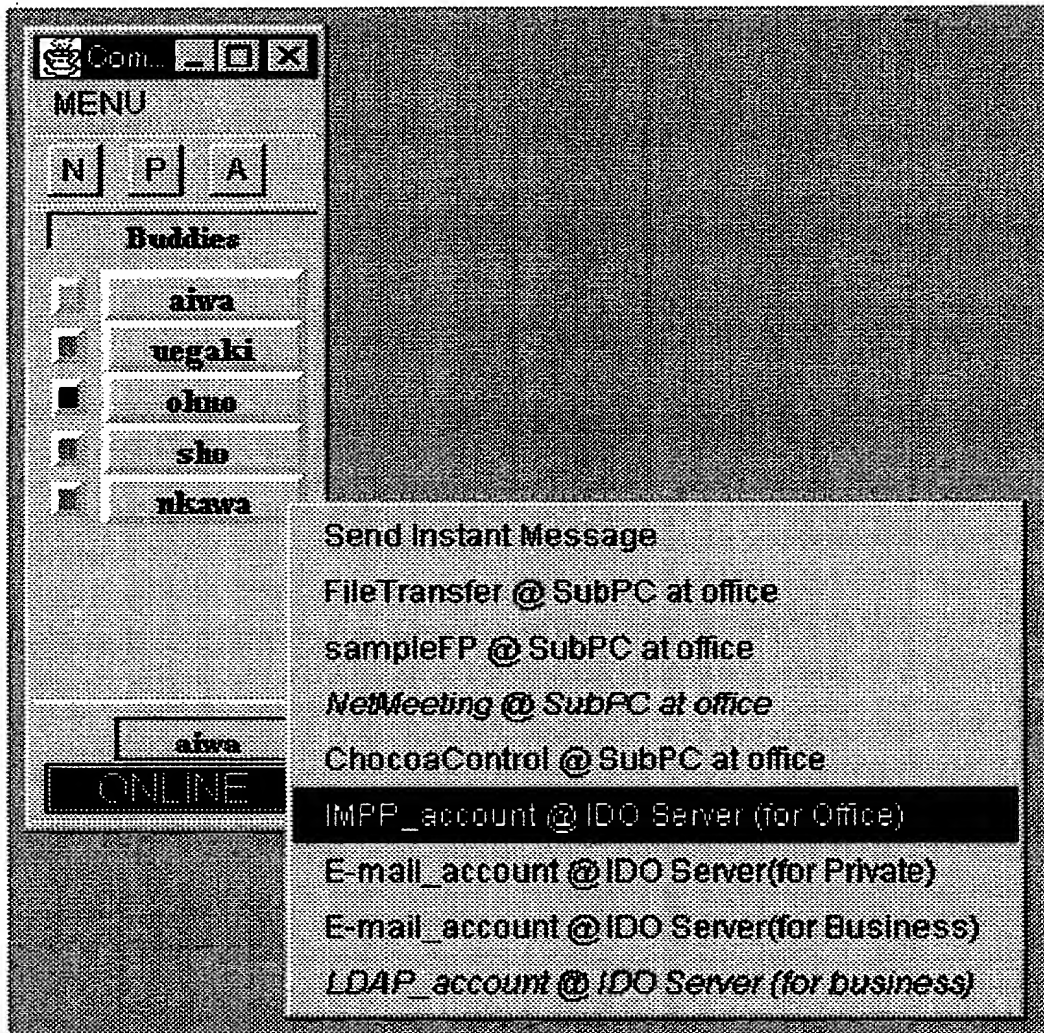 Com...
MENU
N P A
Buddies
aiwa
uegaki
ohno
sho
nkawa
Send Instant Message
FileTransfer @ SubPC at office
sampleFP @ SubPC at office
NetMeeting @ SubPC at office
ChocoaControl @ SubPC at office
IMPP_account @ IDO Server (for Office)
E-mail_account @ IDO Server(for Private)
E-mail_account @ IDO Server(for Business)
LDAP_account @ IDO Server (for business)
aiwa
ONLINE